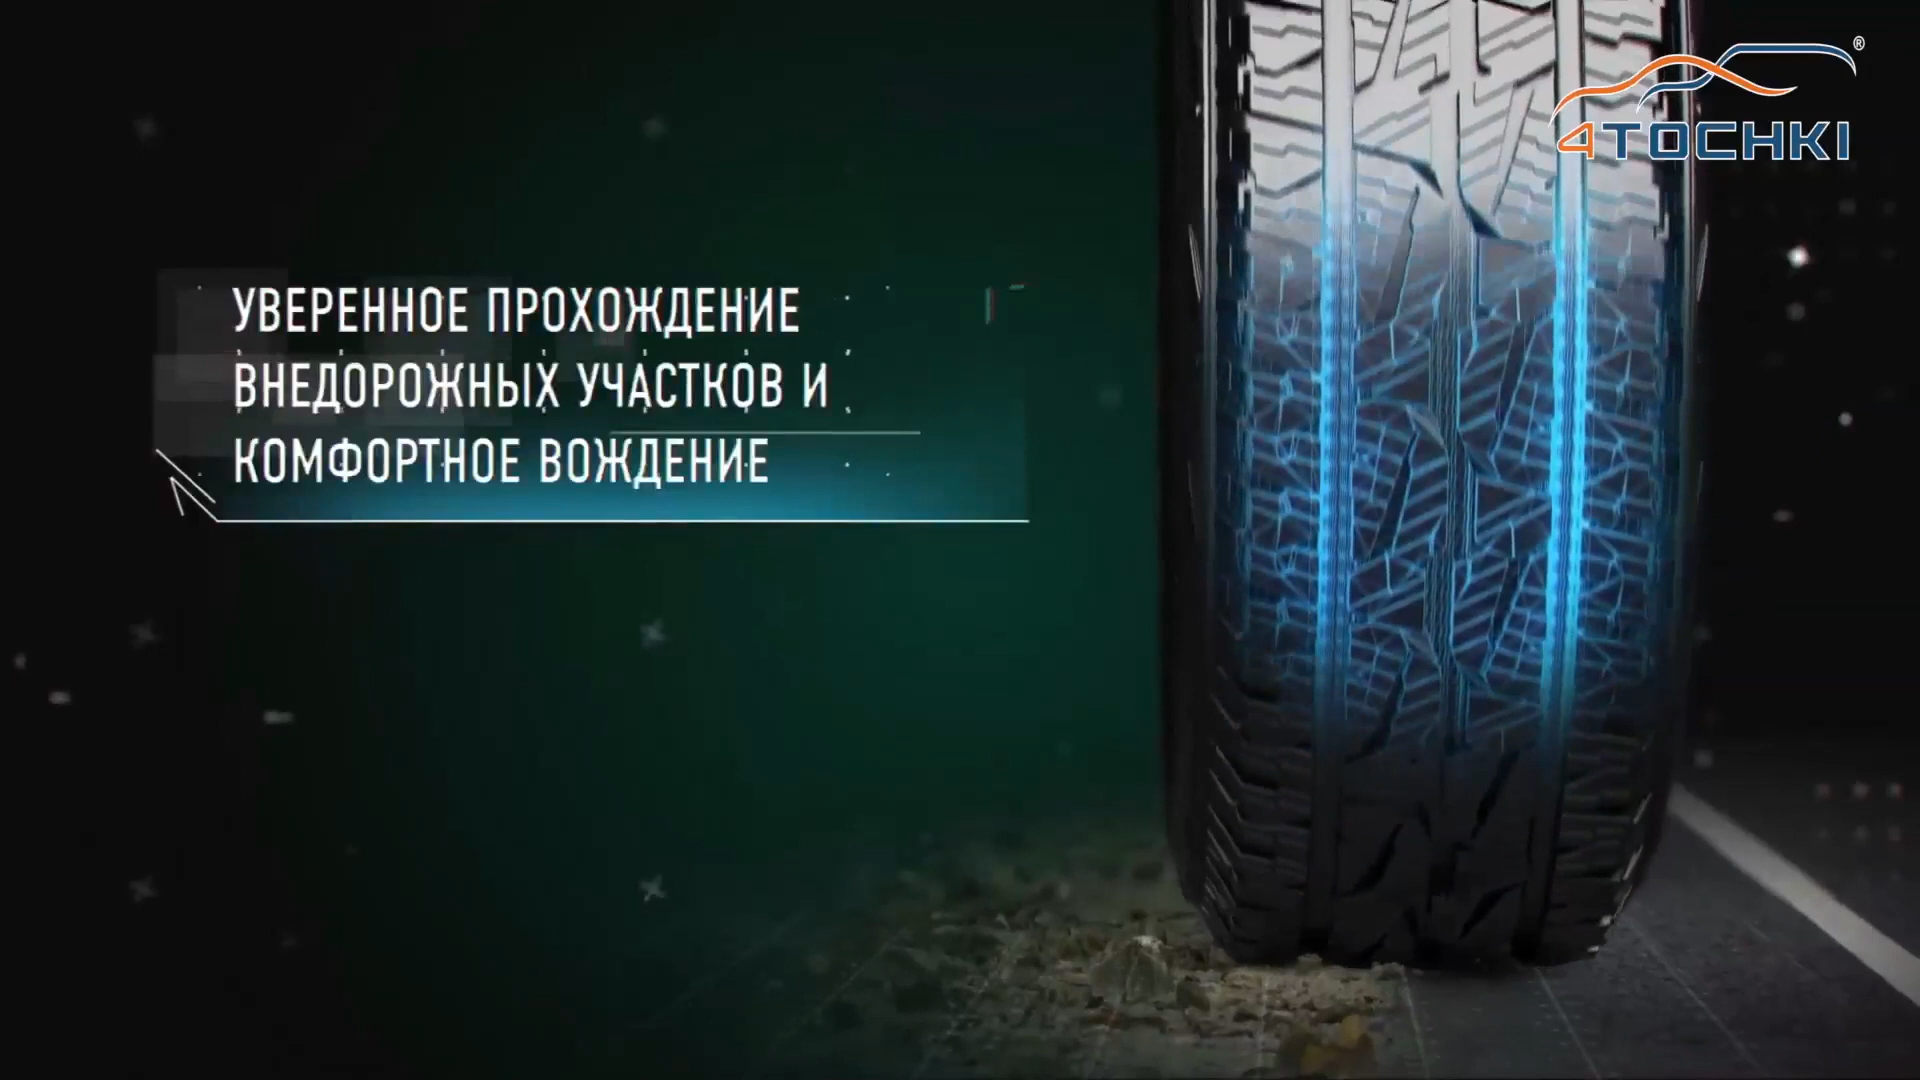 4TOCHKI®
УВЕРЕННОЕ ПРОХОЖДЕНИЕ
ВНЕДОРОЖНЫХ УЧАСТКОВ И
КОМФОРТНОЕ ВОЖДЕНИЕ